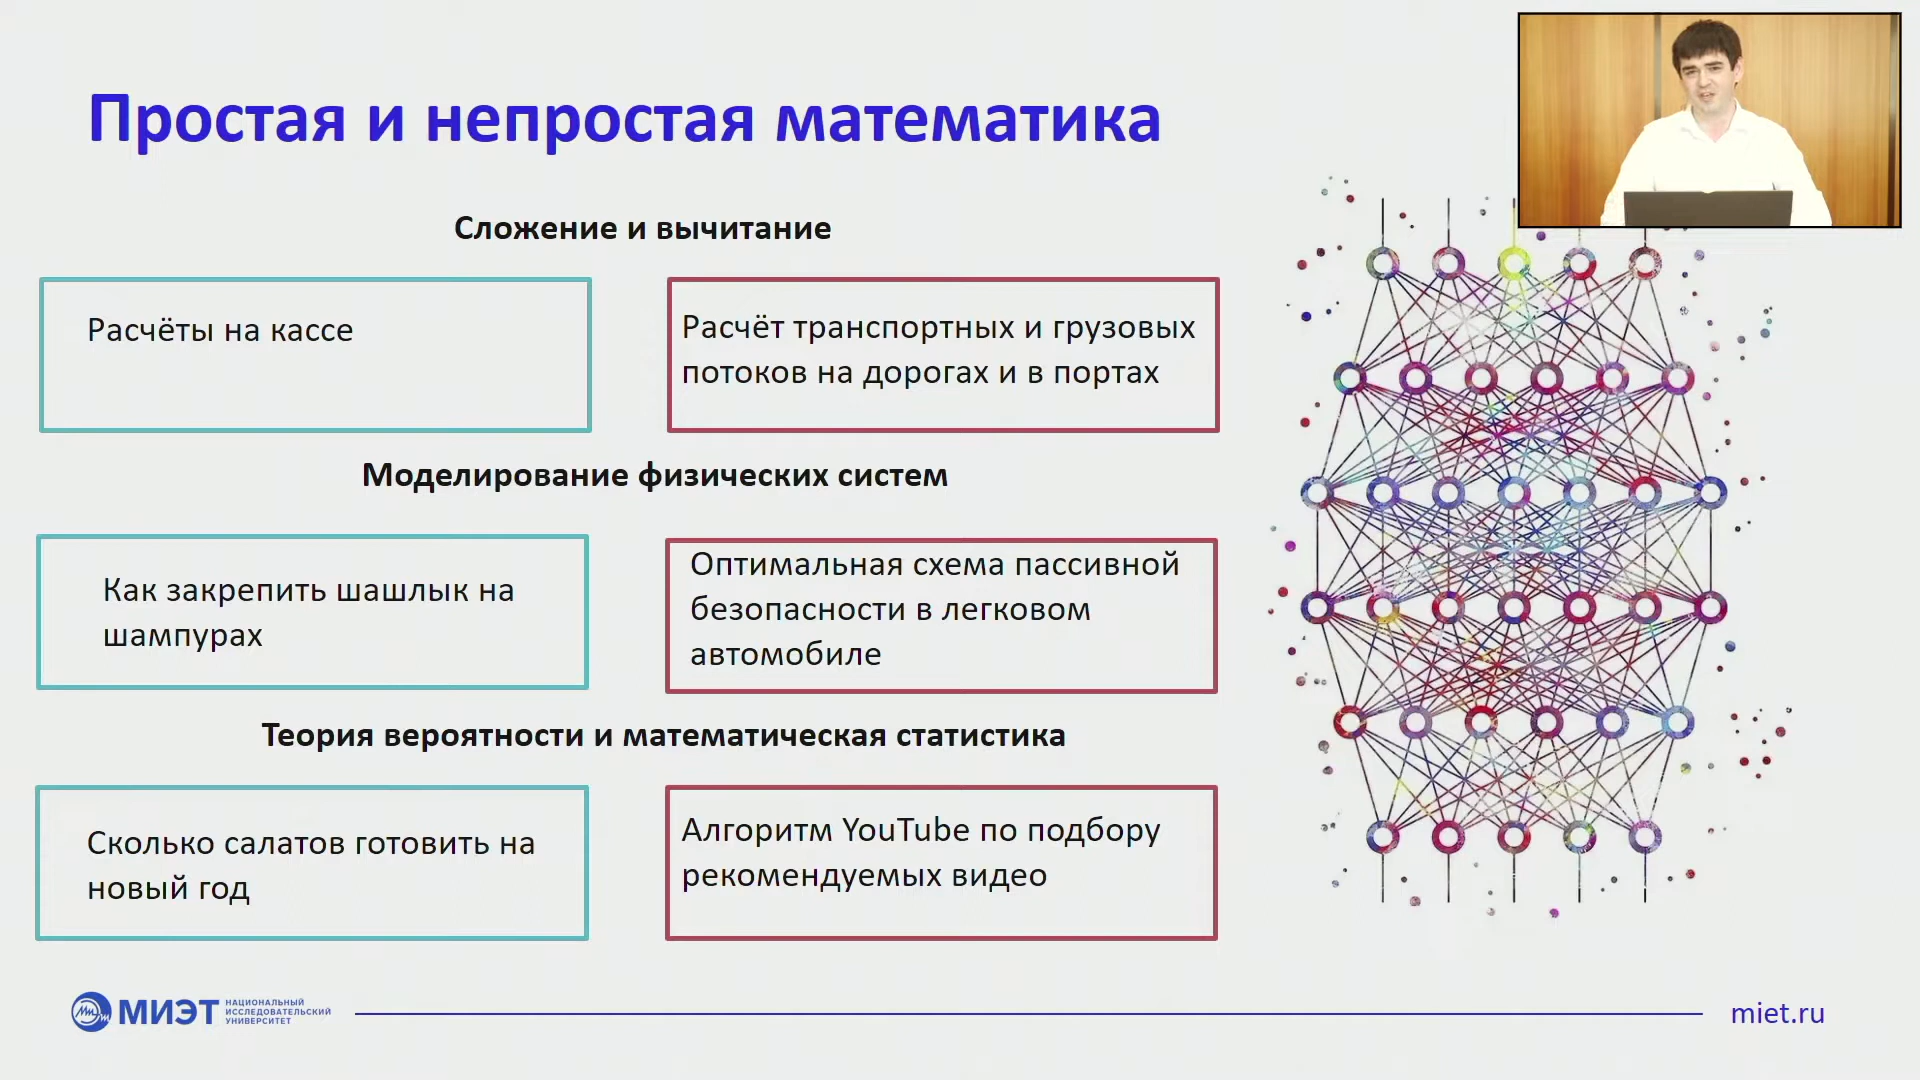 Простая и непростая математика
Сложение и вычитание
Расчёты на кассе
Расчёт транспортных и грузовых
потоков на дорогах и в портах
Моделирование физических систем
Как закрепить шашлык на
шампурах
Оптимальная схема пассивной
безопасности в легковом
автомобиле
Теория вероятности и математическая статистика
Сколько салатов готовить на
новый год
Алгоритм YouTube по подбору
рекомендуемых видео
МИЭТ
НАЦИОНАЛЬНЫЙ
ИССЛЕДОВАТЕЛЬСКИЙ
УНИВЕРСИТЕТ
miet.ru